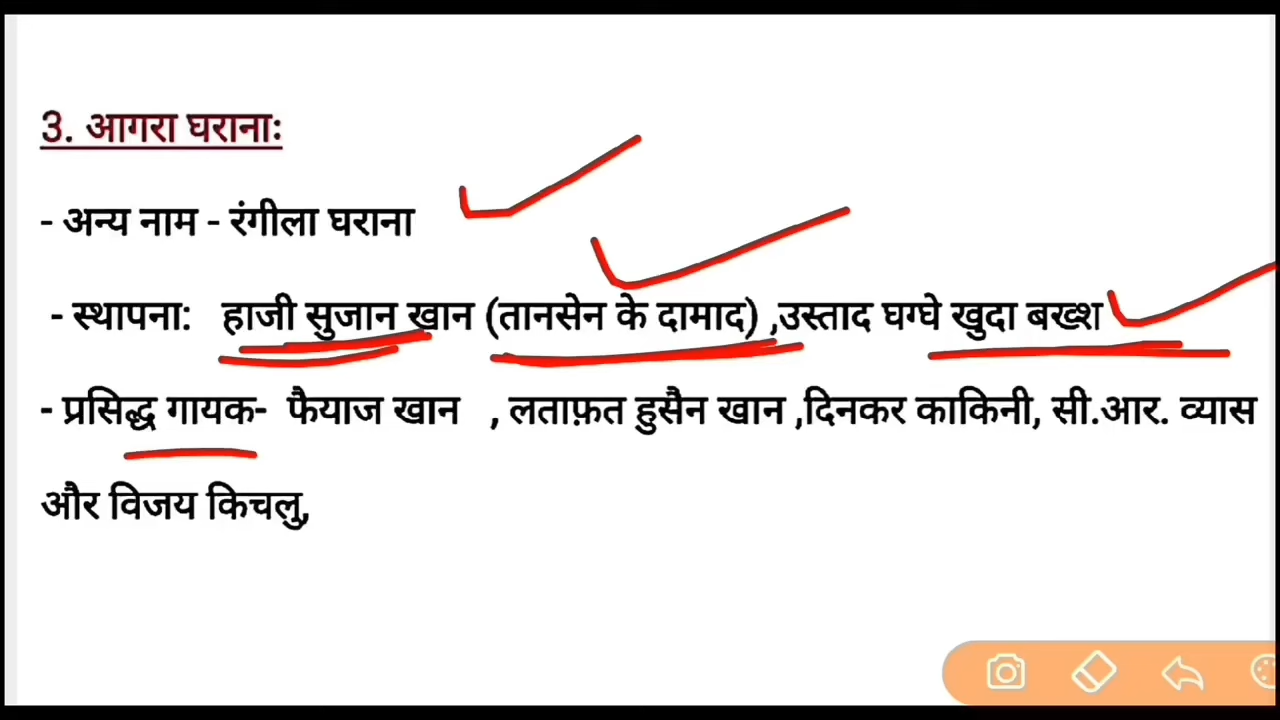 3. आगरा घरानाः
- अन्य नाम - रंगीला घराना
- स्थापना: हाजी सुजान खान (तानसेन के दामाद) ,उस्ताद घग्घे खुदा बख्श
- प्रसिद्ध गायक- फैयाज खान , लताफ़त हुसैन खान ,दिनकर काकिनी, सी.आर. व्यास
और विजय किचलु,